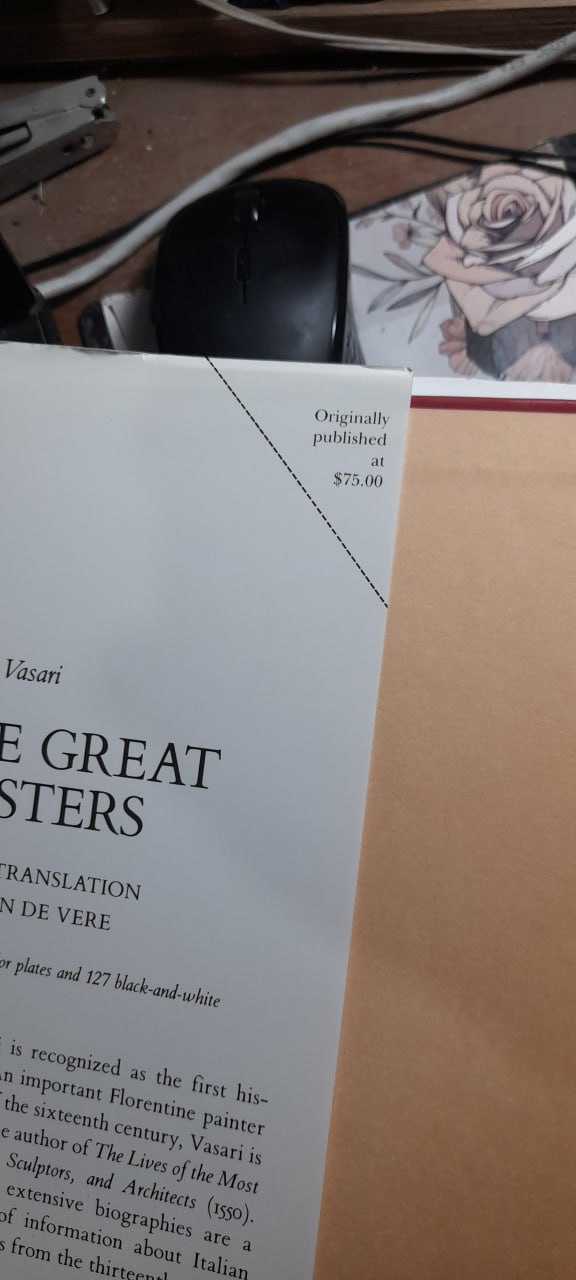 Originally
published
at
$75.00
Vasari
E GREAT
STERS
TRANSLATION
N DE VERE
or plates and 127 black-and-white
is recognized as the first his-
An important Florentine painter
the sixteenth century, Vasari is
e author of The Lives of the Most
Sculptors, and Architects (1550).
extensive biographies are a
of information about Italian
s from the thirteenth